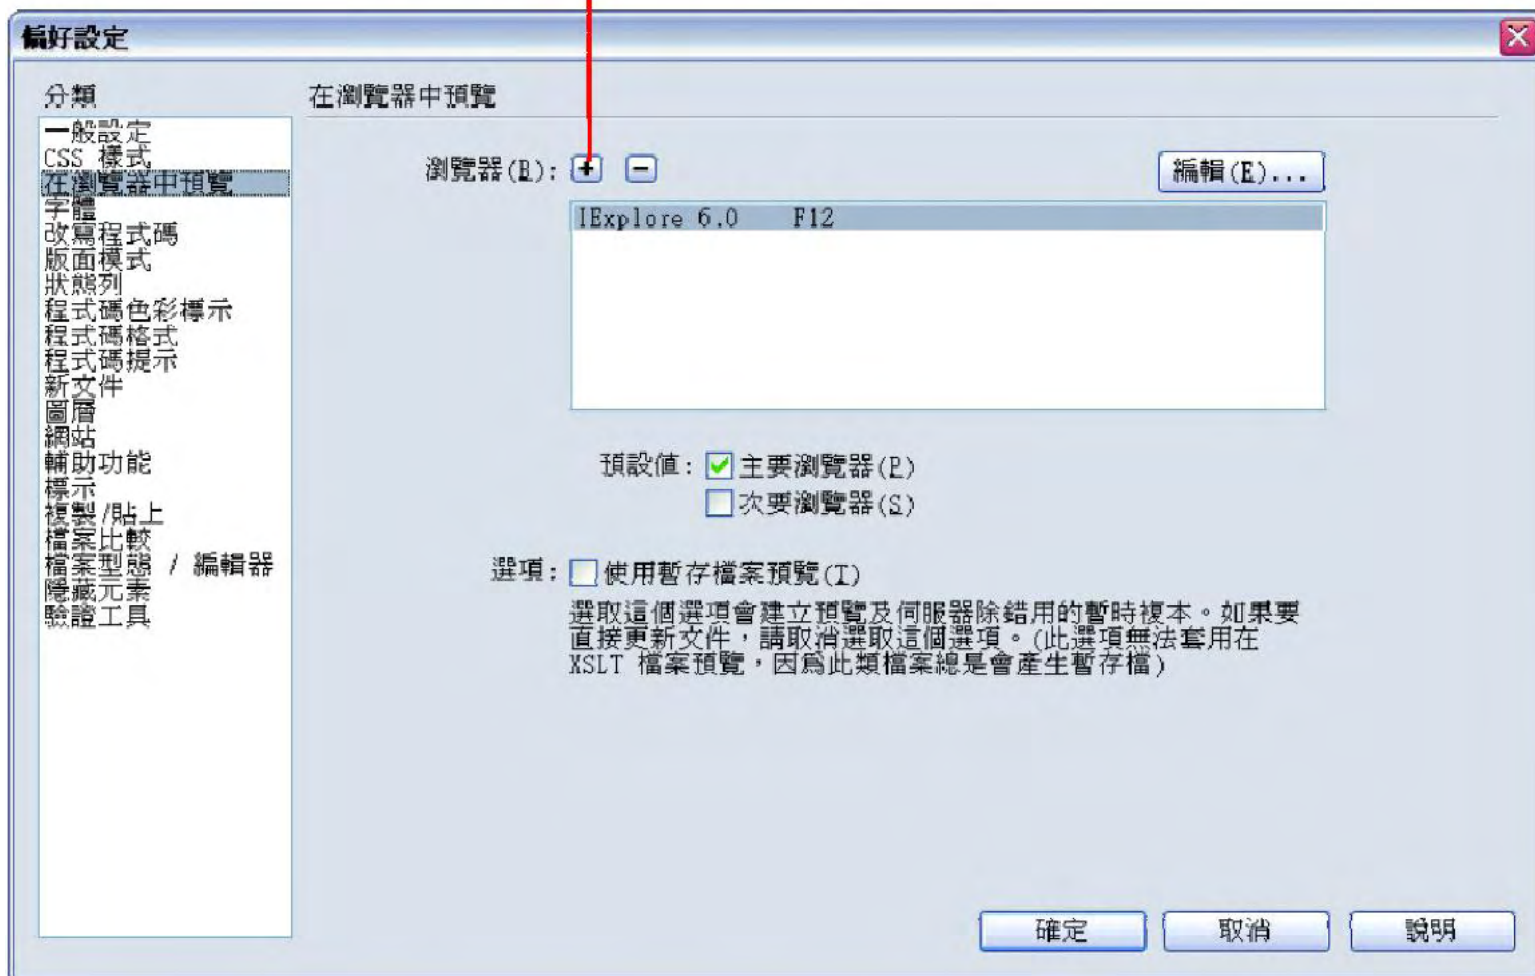 偏好設定
分類
一般設定
CSS 樣式
在瀏覽器中預覽
字體
改寫程式碼
版面模式
狀態列
程式碼色彩標示
程式碼格式
程式碼提示
新文件
圖層
網站
輔助功能
標示
複製/貼上
檔案比較
檔案型態 / 編輯器
隱藏元素
驗證工具
在瀏覽器中預覽
瀏覽器(B): + −
編輯(E)...
IExplore 6.0 F12
預設值: 主要瀏覽器(P)
次要瀏覽器(S)
選項: 使用暫存檔案預覽(T)
選取這個選項會建立預覽及伺服器除錯用的暫時複本。如果要
直接更新文件，請取消選取這個選項。(此選項無法套用在
XSLT 檔案預覽，因為此類檔案總是會產生暫存檔)
確定 取消 說明